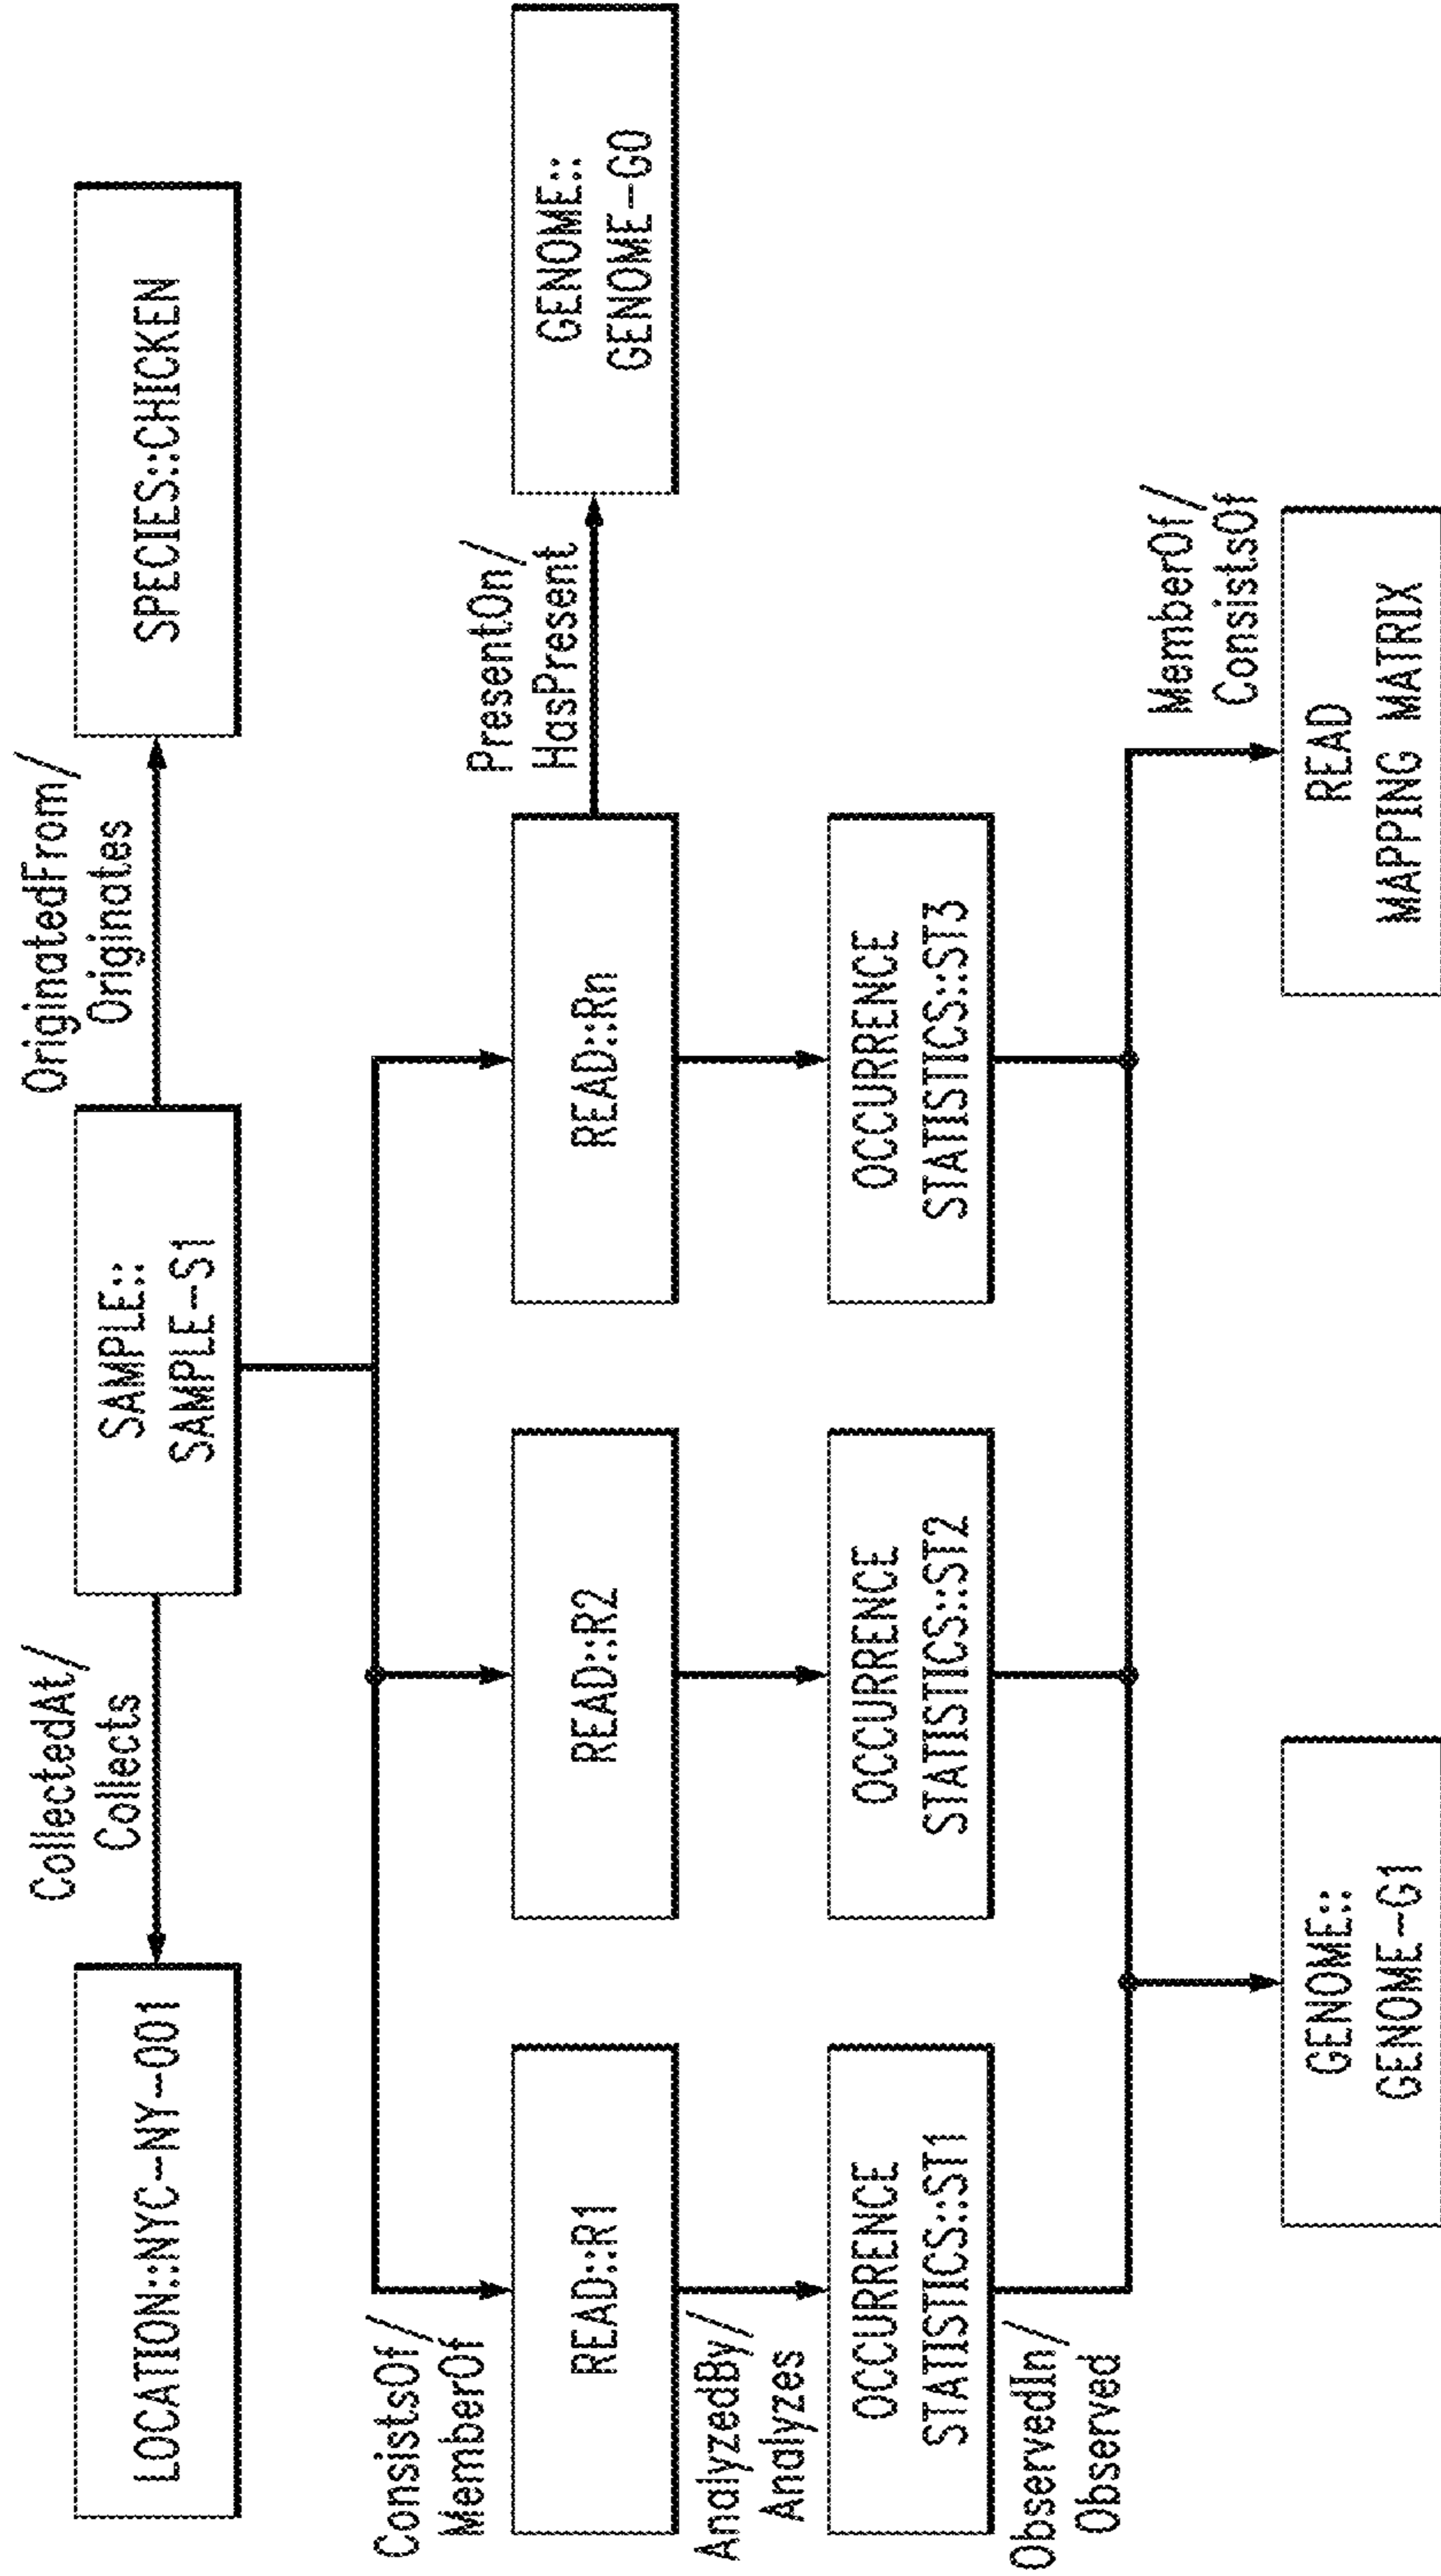 CollectedAt/
Collects
OriginatedFrom/
Originates
LOCATION::NYC-NY-001
SAMPLE::
SAMPLE-S1
SPECIES::CHICKEN
ConsistsOf/
MemberOf
PresentOn/
HasPresent
READ::R1
READ::R2
READ::Rn
GENOME::
GENOME-G0
AnalyzedBy/
Analyzes
OCCURRENCE
STATISTICS::ST1
OCCURRENCE
STATISTICS::ST2
OCCURRENCE
STATISTICS::ST3
ObservedIn/
Observed
MemberOf/
ConsistsOf
GENOME::
GENOME-G1
READ
MAPPING MATRIX